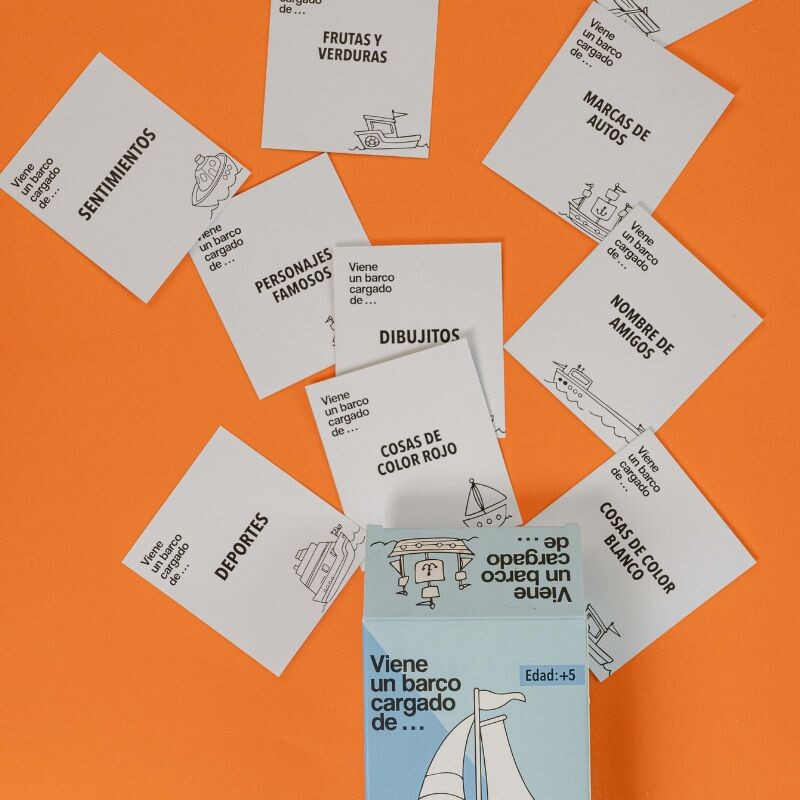 cargado
de ...
FRUTAS Y
VERDURAS
Viene
un barco
cargado
de ...
MARCAS DE
AUTOS
Viene
un barco
cargado
de ...
SENTIMIENTOS
Viene
un barco
cargado
de ...
PERSONAJES
FAMOSOS
Viene
un barco
cargado
de ...
DIBUJITOS
Viene
un barco
cargado
de ...
NOMBRE DE
AMIGOS
Viene
un barco
cargado
de ...
COSAS DE
COLOR ROJO
Viene
un barco
cargado
de ...
DEPORTES
Viene
un barco
cargado
de ...
COSAS DE COLOR
BLANCO
Viene
un barco
cargado
de ...
Viene
un barco
cargado
de ...
Edad:+5